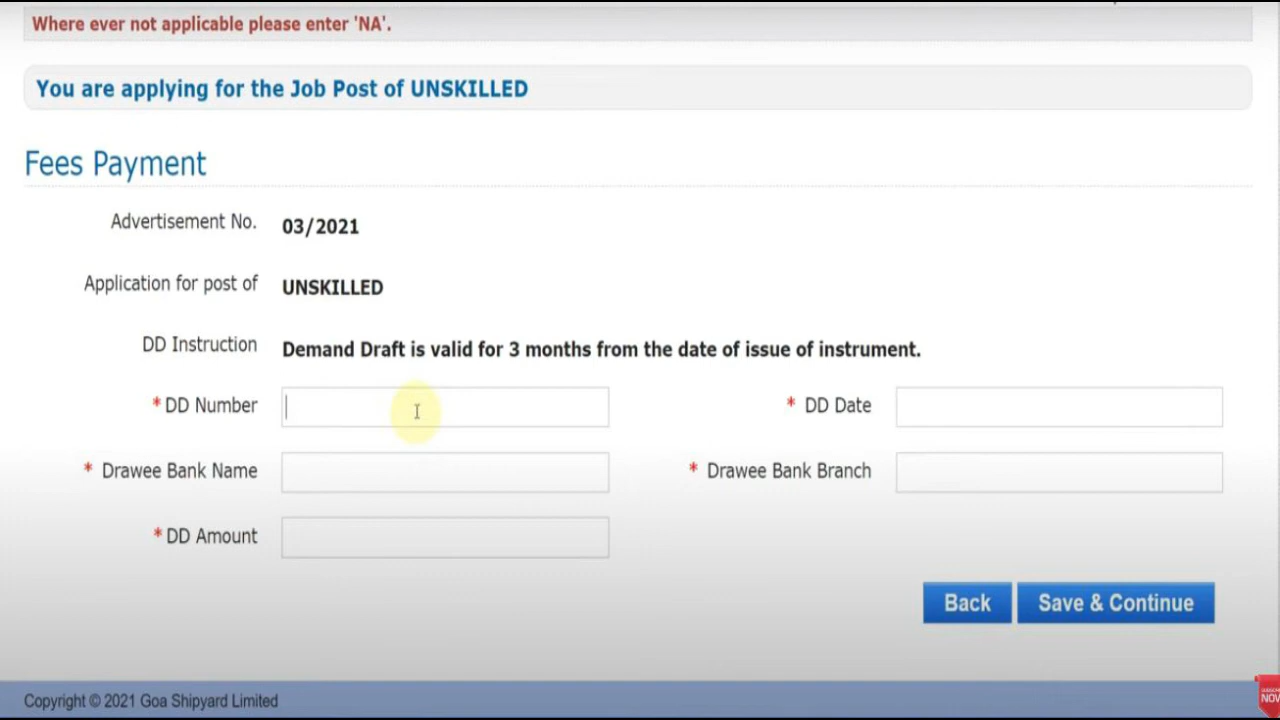 Where ever not applicable please enter 'NA'.
You are applying for the Job Post of UNSKILLED
Fees Payment
Advertisement No. 03/2021
Application for post of UNSKILLED
DD Instruction Demand Draft is valid for 3 months from the date of issue of instrument.
* DD Number * DD Date
* Drawee Bank Name * Drawee Bank Branch
* DD Amount
Back Save & Continue
Copyright © 2021 Goa Shipyard Limited
SUBSCRIBE
NOW